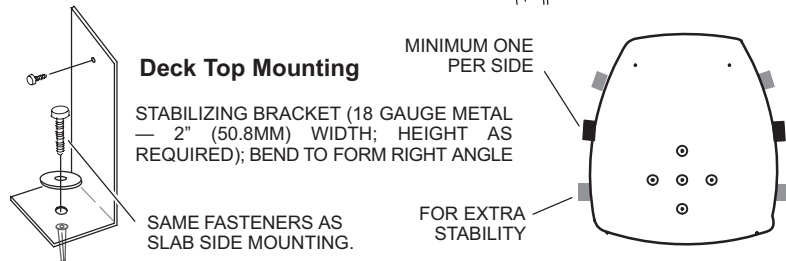 Deck Top Mounting
STABILIZING BRACKET (18 GAUGE METAL
— 2” (50.8MM) WIDTH; HEIGHT AS
REQUIRED); BEND TO FORM RIGHT ANGLE
SAME FASTENERS AS
SLAB SIDE MOUNTING.
MINIMUM ONE
PER SIDE
FOR EXTRA
STABILITY